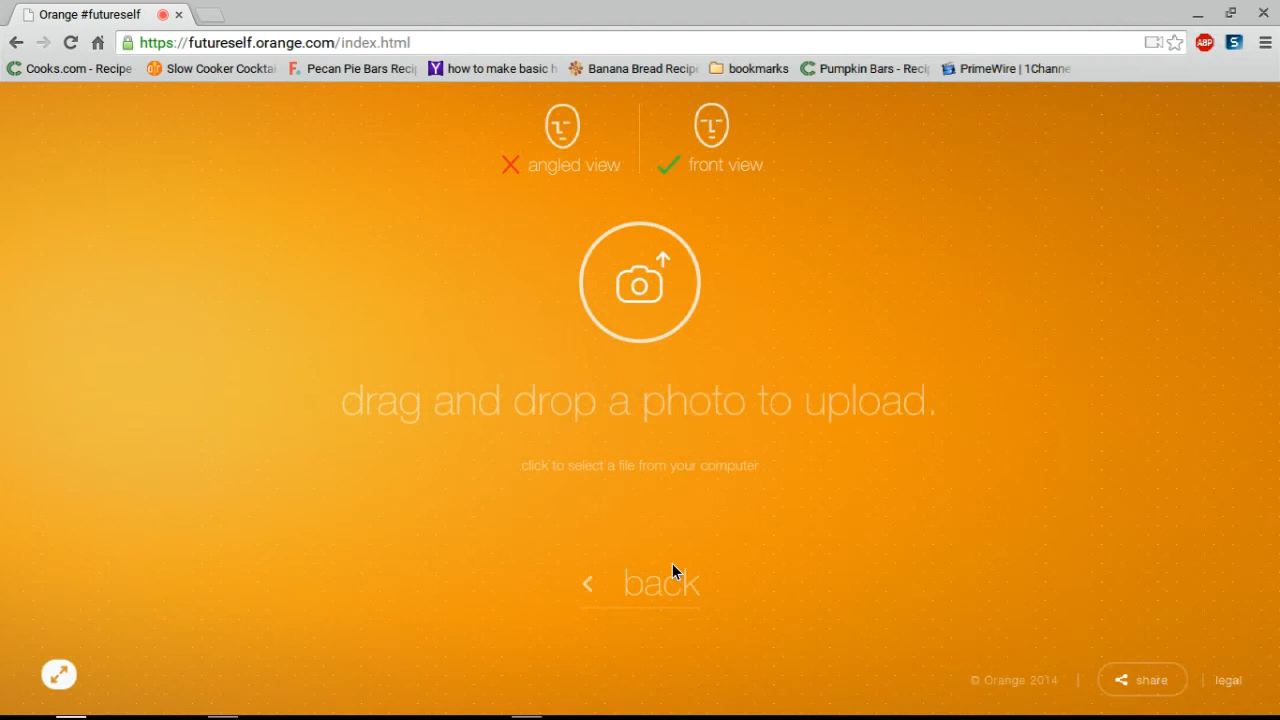 Orange #futureself
https://futureself.orange.com/index.html
ABP
S
Cooks.com - Recipe
Slow Cooker Cockta
Pecan Pie Bars Reci
how to make basic h
Banana Bread Recip
bookmarks
Pumpkin Bars - Reci
PrimeWire | 1Channe
angled view
front view
drag and drop a photo to upload.
click to select a file from your computer
back
© Orange 2014 | share | legal